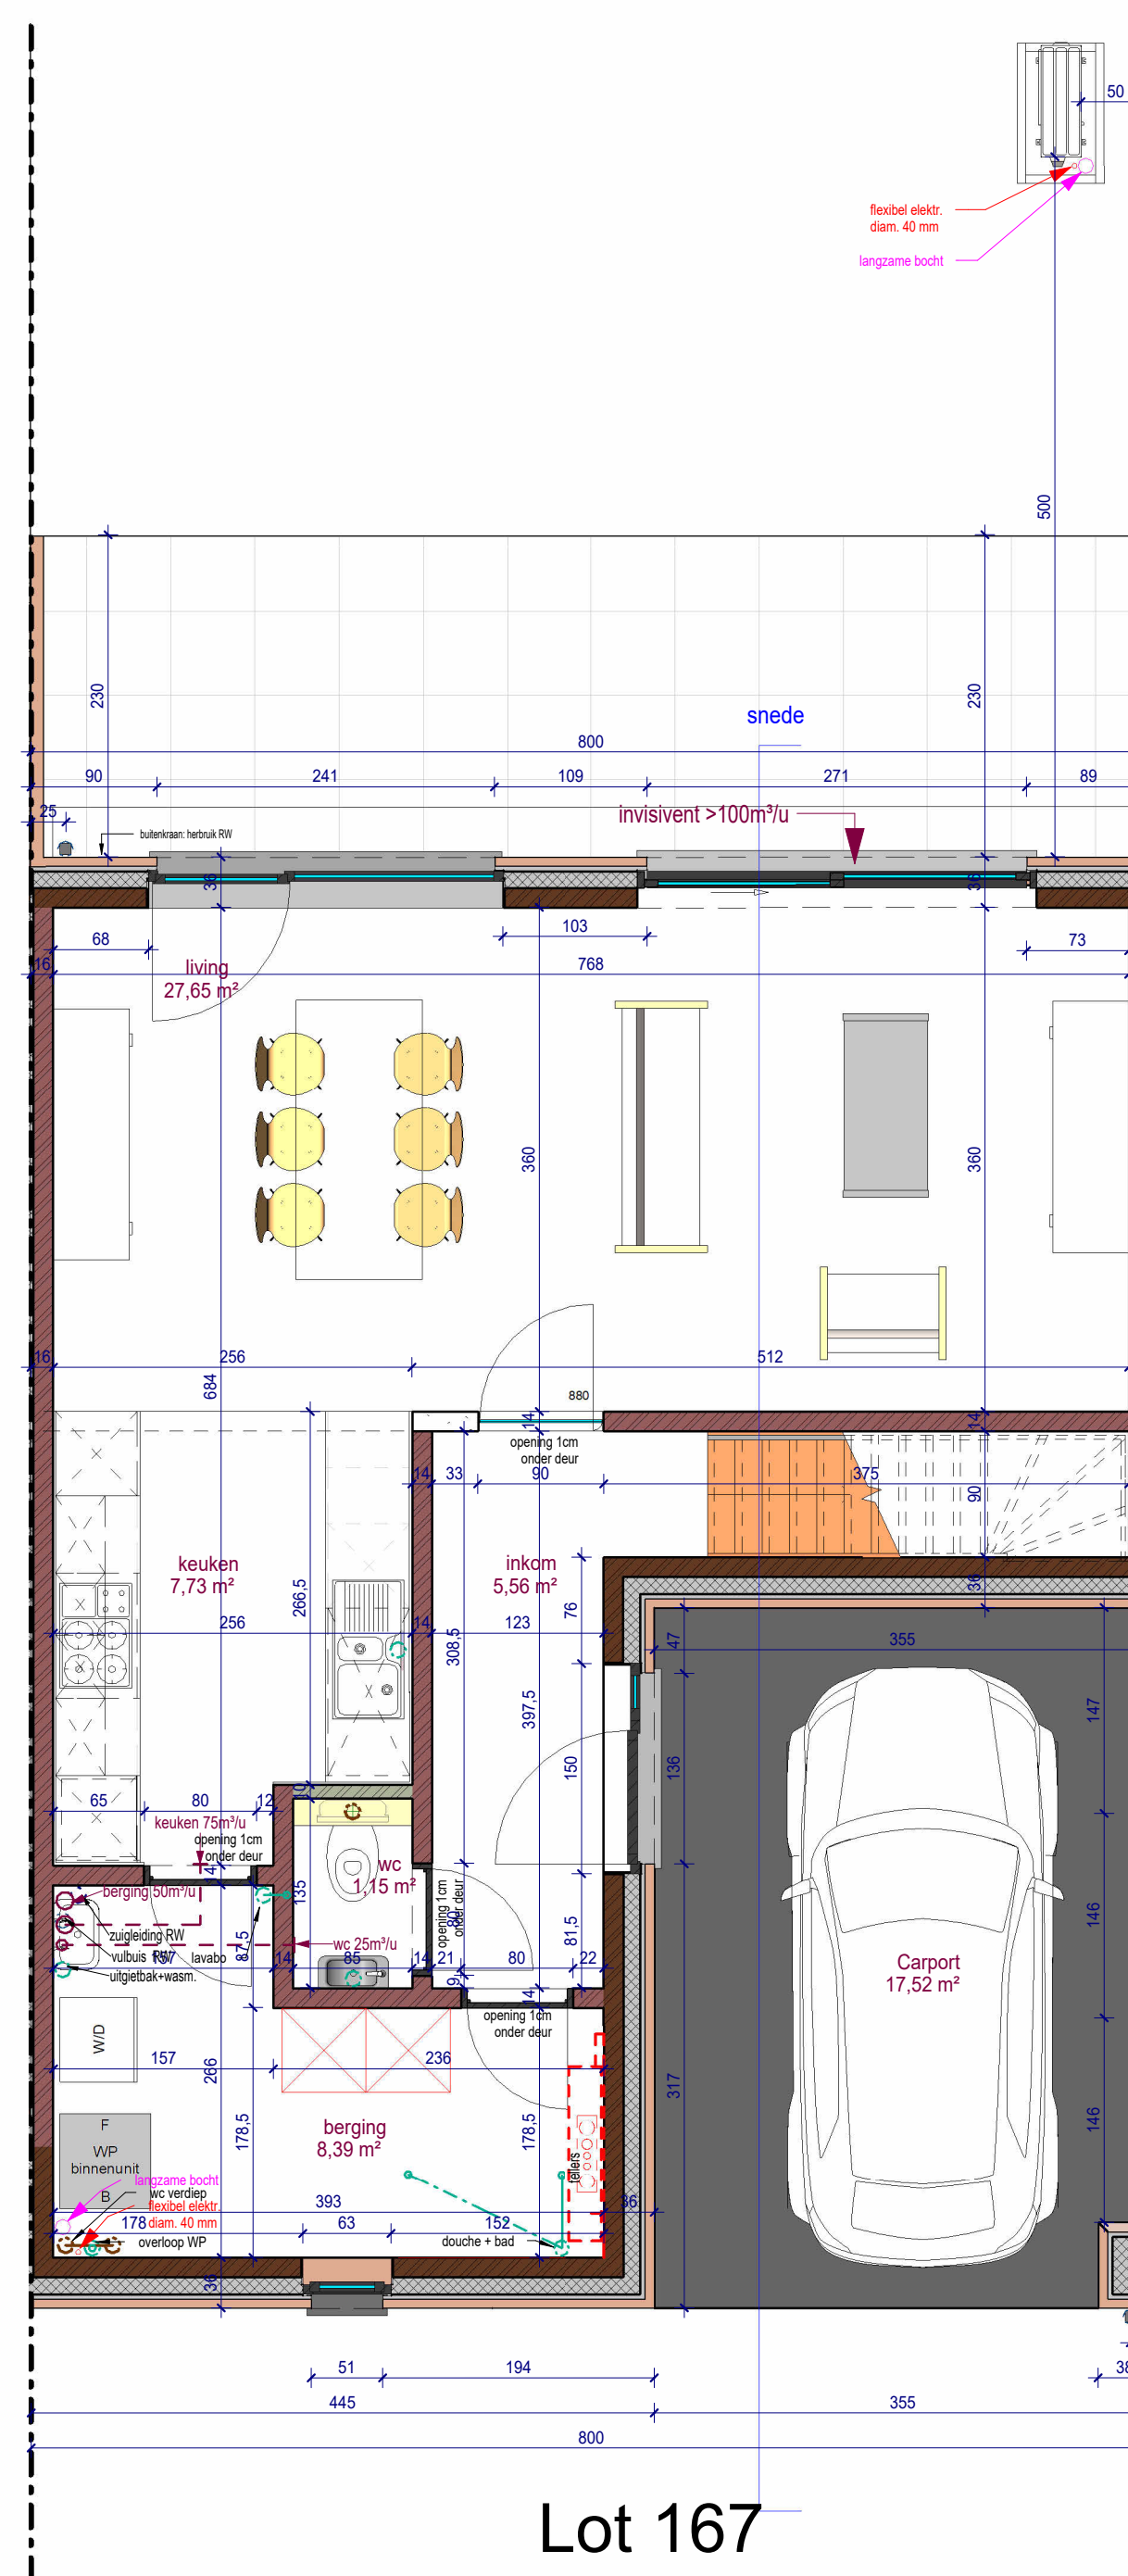 50
flexibel elektr.
diam. 40 mm
langzame bocht
500
230
230
snede
800
90
241
109
271
89
25
invisivent >100m³/u
buitenkraan: herbruik RW
36
36
103
68
73
living
27,65 m²
16
768
360
360
16
256
512
684
880
14
14
opening 1cm
onder deur
14
33
90
375
90
keuken
7,73 m²
inkom
5,56 m²
36
266,5
76
256
14
123
308,5
47
355
397,5
147
150
136
10
65
80
12
keuken 75m³/u
opening 1cm
onder deur
14
wc
1,15 m²
berging 50m³/u
135
opening 1cm
onder deur
80
146
zuigleiding RW
vulbuis RW
157
lavabo
87,5
wc 25m³/u
81,5
14
85
14
21
80
22
uitgietbak+wasm.
Carport
17,52 m²
9
14
opening 1cm
onder deur
W/D
157
266
236
317
178,5
178,5
146
F
WP
binnenunit
B
berging
8,39 m²
tellers
langzame bocht
wc verdiep
flexibel elektr.
diam. 40 mm
393
36
178
63
152
overloop WP
douche + bad
36
51
194
38
445
355
800
Lot 167